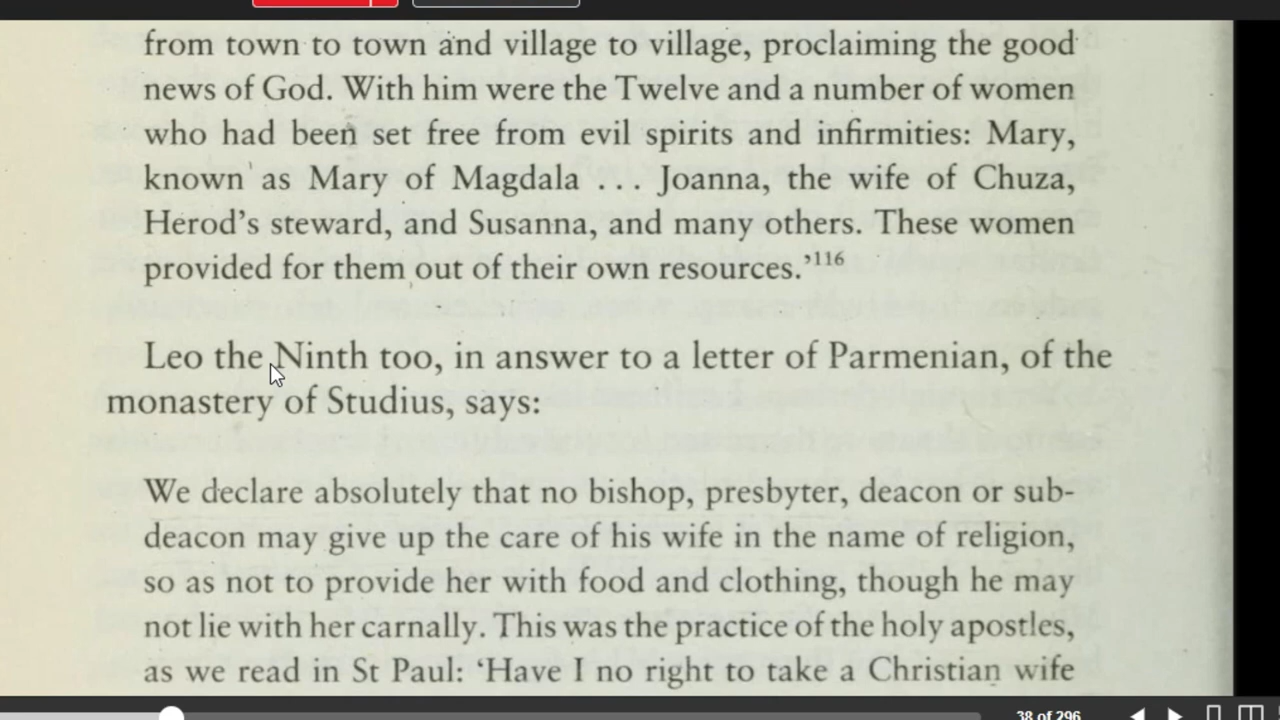 from town to town and village to village, proclaiming the good
news of God. With him were the Twelve and a number of women
who had been set free from evil spirits and infirmities: Mary,
known as Mary of Magdala ... Joanna, the wife of Chuza,
Herod's steward, and Susanna, and many others. These women
provided for them out of their own resources.'116
Leo the Ninth too, in answer to a letter of Parmenian, of the
monastery of Studius, says:
We declare absolutely that no bishop, presbyter, deacon or sub-
deacon may give up the care of his wife in the name of religion,
so as not to provide her with food and clothing, though he may
not lie with her carnally. This was the practice of the holy apostles,
as we read in St Paul: 'Have I no right to take a Christian wife
38 of 296